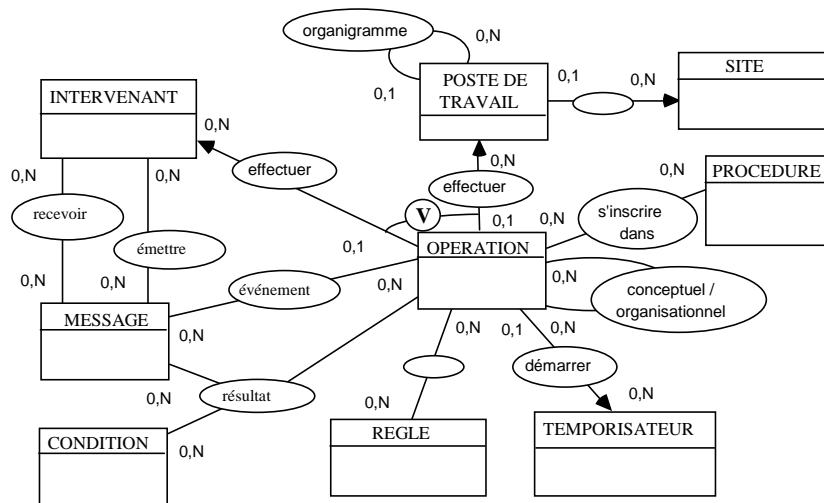 organigramme
0,N
0,1
POSTE DE
TRAVAIL
0,1
0,N
SITE
INTERVENANT
0,N
effectuer
0,N
effectuer
0,N
PROCEDURE
0,N
0,N
recevoir
émettre
V
0,1
0,1
0,N
s'inscrire
dans
OPERATION
0,N
0,N
événement
0,N
0,N
conceptuel /
organisationnel
MESSAGE
0,N
0,N
0,1
0,N
démarrer
0,N
résultat
0,N
0,N
CONDITION
0,N
REGLE
TEMPORISATEUR